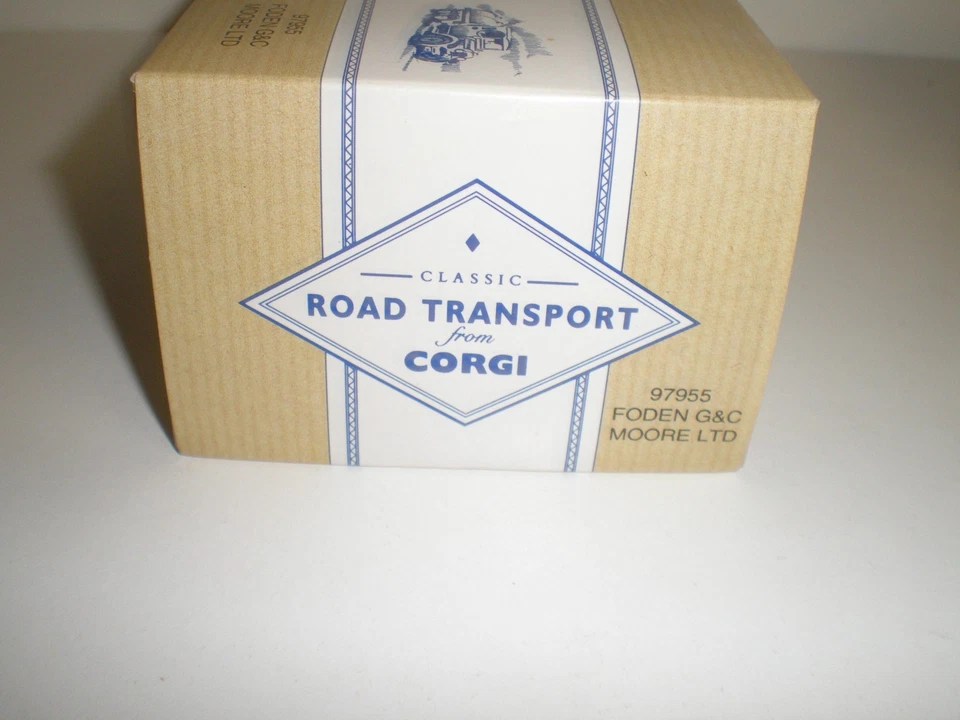 97955
FODEN G&C
MOORE LTD
CLASSIC
ROAD TRANSPORT
from
CORGI
97955
FODEN G&C
MOORE LTD